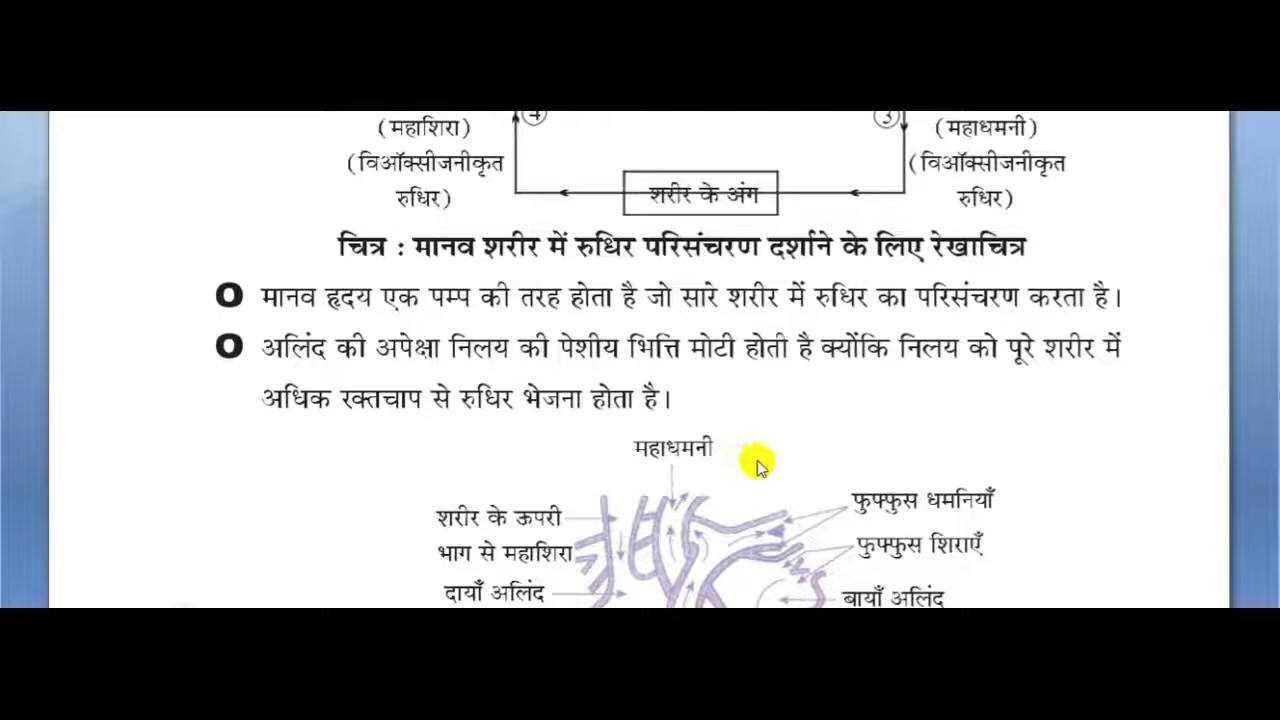 ④ ③
(महाशिरा) (महाधमनी)
(विऑक्सीजनीकृत (विऑक्सीजनीकृत
रुधिर) शरीर के अंग रुधिर)
चित्र : मानव शरीर में रुधिर परिसंचरण दर्शाने के लिए रेखाचित्र
O मानव हृदय एक पम्प की तरह होता है जो सारे शरीर में रुधिर का परिसंचरण करता है।
O अलिंद की अपेक्षा निलय की पेशीय भित्ति मोटी होती है क्योंकि निलय को पूरे शरीर में
अधिक रक्तचाप से रुधिर भेजना होता है।
महाधमनी
शरीर के ऊपरी फुफ्फुस धमनियाँ
भाग से महाशिरा फुफ्फुस शिराएँ
दायाँ अलिंद बायाँ अलिंद